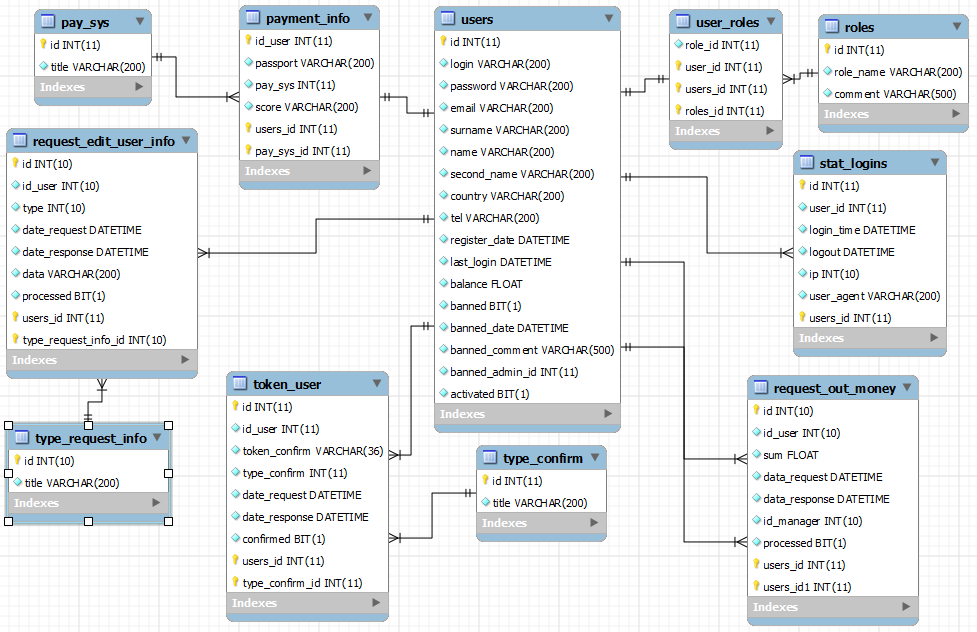 pay_sys
id INT(11)
title VARCHAR(200)
Indexes
payment_info
id_user INT(11)
passport VARCHAR(200)
pay_sys INT(11)
score VARCHAR(200)
users_id INT(11)
pay_sys_id INT(11)
Indexes
users
id INT(11)
login VARCHAR(200)
password VARCHAR(200)
email VARCHAR(200)
surname VARCHAR(200)
name VARCHAR(200)
second_name VARCHAR(200)
country VARCHAR(200)
tel VARCHAR(200)
register_date DATETIME
last_login DATETIME
balance FLOAT
banned BIT(1)
banned_date DATETIME
banned_comment VARCHAR(500)
banned_admin_id INT(11)
activated BIT(1)
Indexes
user_roles
role_id INT(11)
user_id INT(11)
users_id INT(11)
roles_id INT(11)
Indexes
roles
id INT(11)
role_name VARCHAR(200)
comment VARCHAR(500)
Indexes
request_edit_user_info
id INT(10)
id_user INT(10)
type INT(10)
date_request DATETIME
date_response DATETIME
data VARCHAR(200)
processed BIT(1)
users_id INT(11)
type_request_info_id INT(10)
Indexes
stat_logins
id INT(11)
user_id INT(11)
login_time DATETIME
logout DATETIME
ip INT(10)
user_agent VARCHAR(200)
users_id INT(11)
Indexes
token_user
id INT(11)
id_user INT(11)
token_confirm VARCHAR(36)
type_confirm INT(11)
date_request DATETIME
date_response DATETIME
confirmed BIT(1)
users_id INT(11)
type_confirm_id INT(11)
Indexes
request_out_money
id INT(10)
id_user INT(10)
sum FLOAT
data_request DATETIME
data_response DATETIME
id_manager INT(10)
processed BIT(1)
users_id INT(11)
users_id1 INT(11)
Indexes
type_request_info
id INT(10)
title VARCHAR(200)
Indexes
type_confirm
id INT(11)
title VARCHAR(200)
Indexes